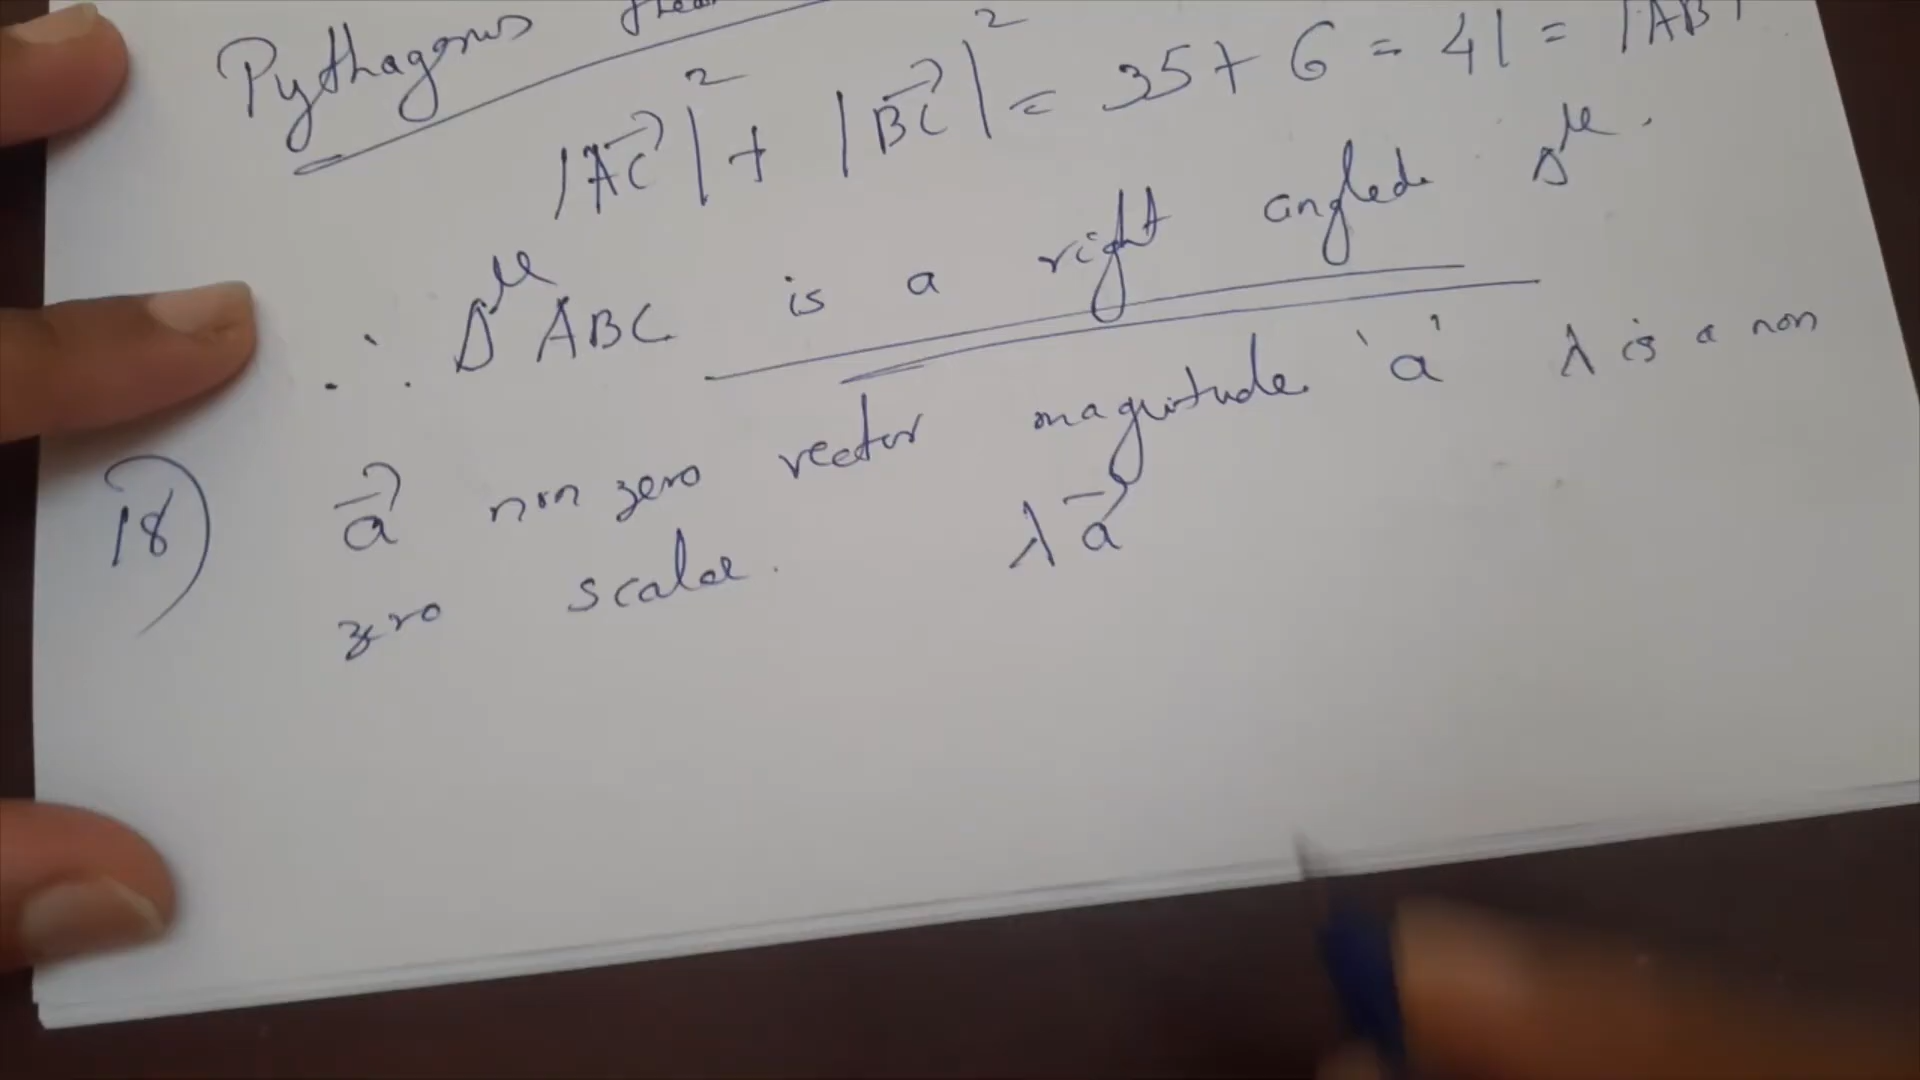 Pythagorus
|AC⃗|² + |BC⃗|² = 35 + 6 = 41 = |AB|
∴ Δˡᵉ ABC is a right angled Δˡᵉ.
18) a⃗ non zero vector magnitude 'a' λ is a non
zero scalar. λa⃗